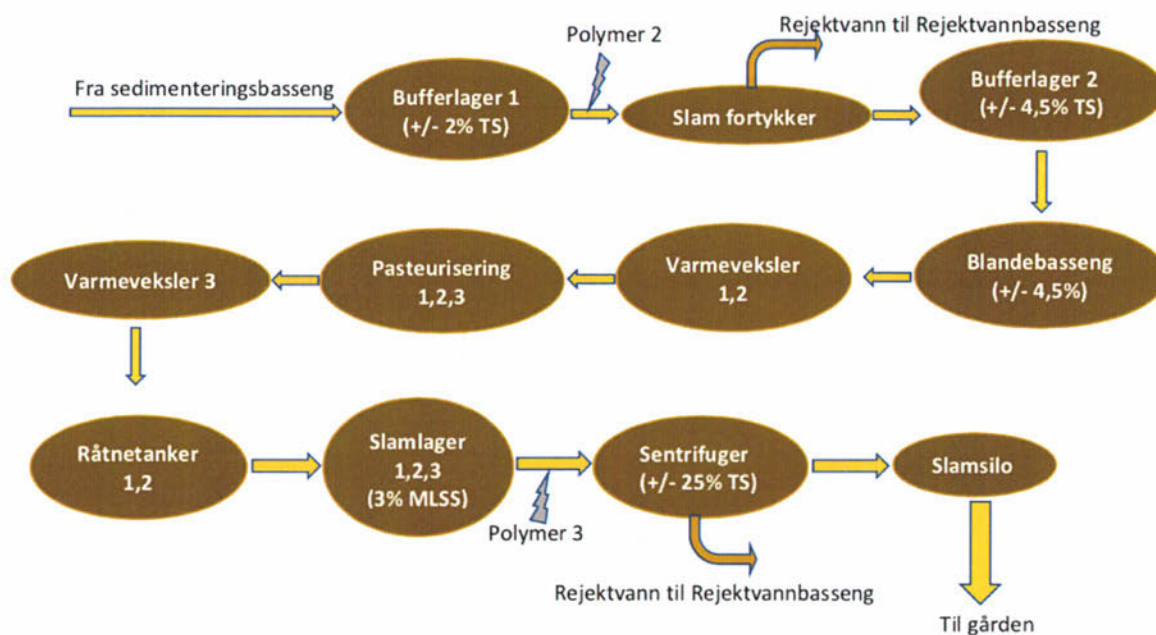 Polymer 2
Rejektvann til Rejektvannbasseng
Fra sedimenteringsbasseng
Bufferlager 1
(+/- 2% TS)
Slam fortykker
Bufferlager 2
(+/- 4,5% TS)
Varmeveksler 3
Pasteurisering
1,2,3
Varmeveksler
1,2
Blandebasseng
(+/- 4,5%)
Råtnetanker
1,2
Slamlager
1,2,3
(3% MLSS)
Polymer 3
Sentrifuger
(+/- 25% TS)
Slamsilo
Rejektvann til Rejektvannbasseng
Til gården